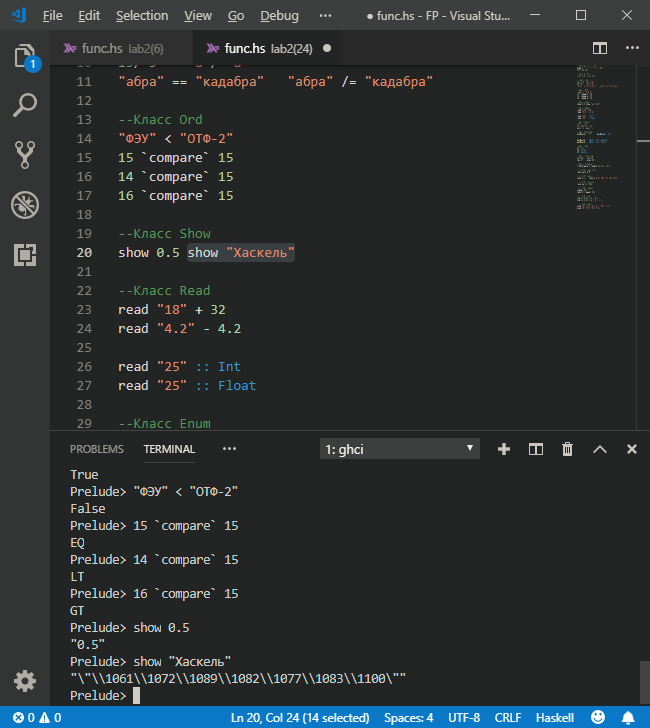 File Edit Selection View Go Debug ··· ● func.hs - FP - Visual Stu...
func.hs lab2(6) func.hs lab2(24) ●
11 "абра" == "кадабра" "абра" /= "кадабра"
12
13 --Класс Ord
14 "ФЭУ" < "ОТФ-2"
15 15 `compare` 15
16 14 `compare` 15
17 16 `compare` 15
18
19 --Класс Show
20 show 0.5 show "Хаскель"
21
22 --Класс Read
23 read "18" + 32
24 read "4.2" - 4.2
25
26 read "25" :: Int
27 read "25" :: Float
28
29 --Класс Enum
PROBLEMS TERMINAL ··· 1: ghci
True
Prelude> "ФЭУ" < "ОТФ-2"
False
Prelude> 15 `compare` 15
EQ
Prelude> 14 `compare` 15
LT
Prelude> 16 `compare` 15
GT
Prelude> show 0.5
"0.5"
Prelude> show "Хаскель"
"\"\\1061\\1072\\1089\\1082\\1077\\1083\\1100\""
Prelude>
0 0 Ln 20, Col 24 (14 selected) Spaces: 4 UTF-8 CRLF Haskell
1